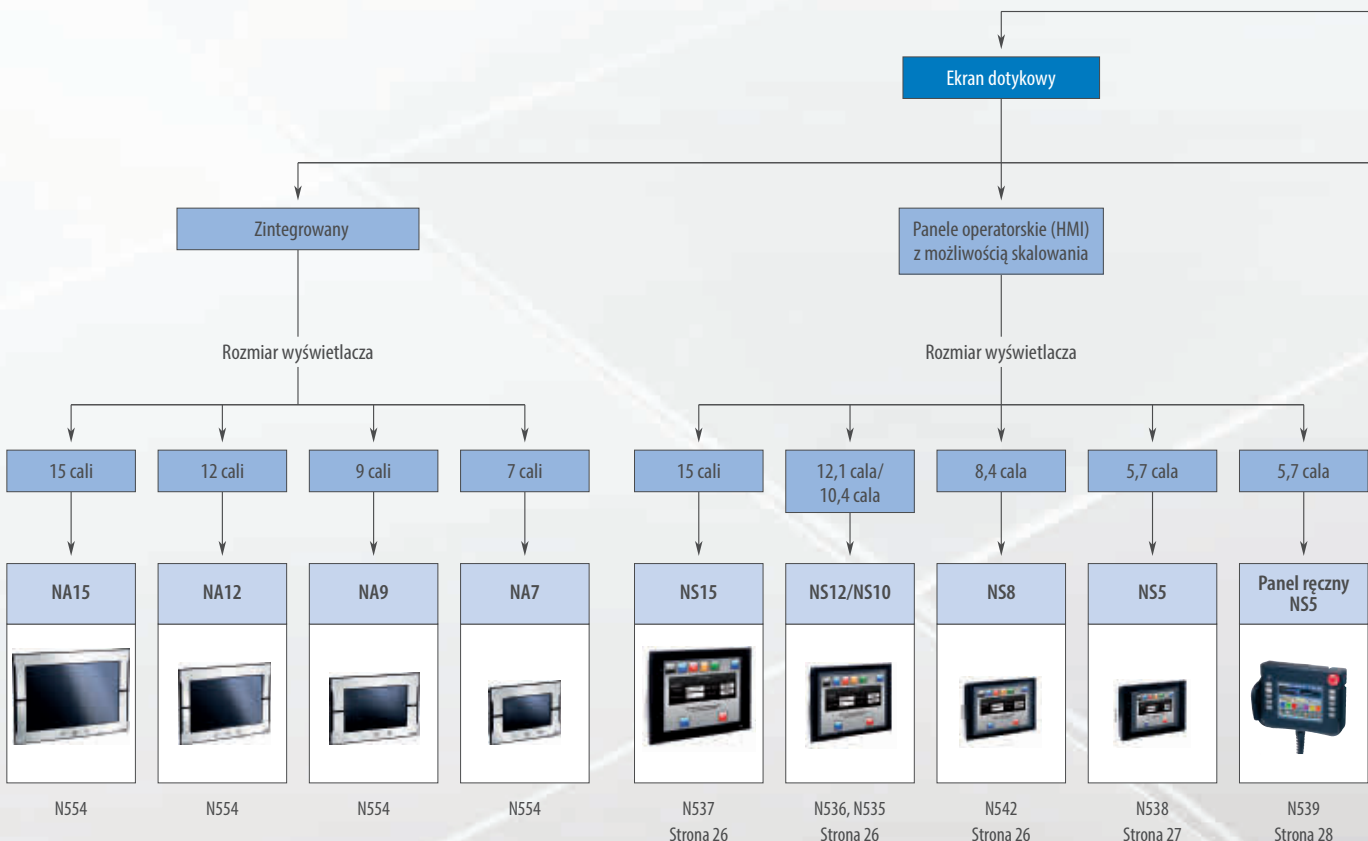 Ekran dotykowy
Zintegrowany
Panele operatorskie (HMI)
z możliwością skalowania
Rozmiar wyświetlacza
Rozmiar wyświetlacza
15 cali
12 cali
9 cali
7 cali
15 cali
12,1 cala/
10,4 cala
8,4 cala
5,7 cala
5,7 cala
NA15
NA12
NA9
NA7
NS15
NS12/NS10
NS8
NS5
Panel ręczny
NS5
N554
N554
N554
N554
N537
Strona 26
N536, N535
Strona 26
N542
Strona 26
N538
Strona 27
N539
Strona 28